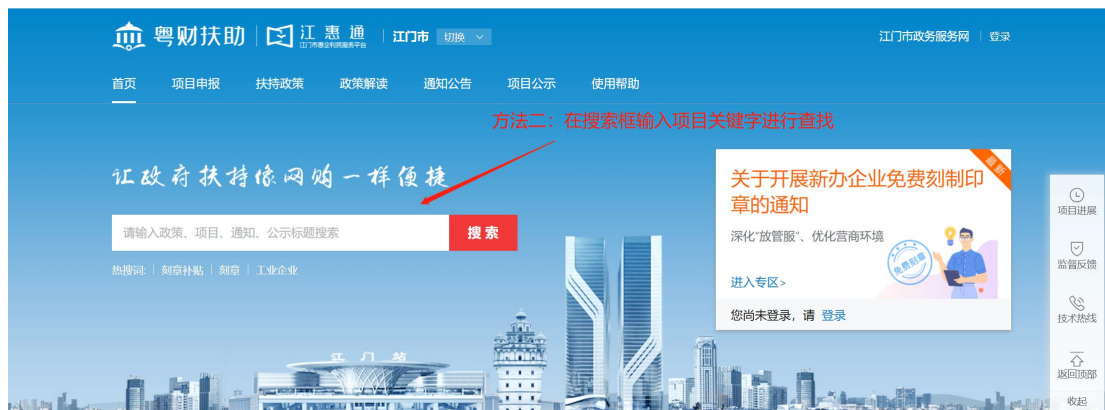 粤财扶助 江惠通 江门市惠企利民服务平台 江门市 切换 江门市政务服务网 登录
首页 项目申报 扶持政策 政策解读 通知公告 项目公示 使用帮助
方法二：在搜索框输入项目关键字进行查找
让政府扶持像网购一样便捷
请输入政策、项目、通知、公示标题搜索 搜索
热搜词: 刻章补贴 刻章 工业企业
最新
关于开展新办企业免费刻制印
章的通知
深化“放管服”、优化营商环境
免费刻章
进入专区>
您尚未登录，请 登录
江门站
项目进展
监督反馈
技术热线
返回顶部
收起